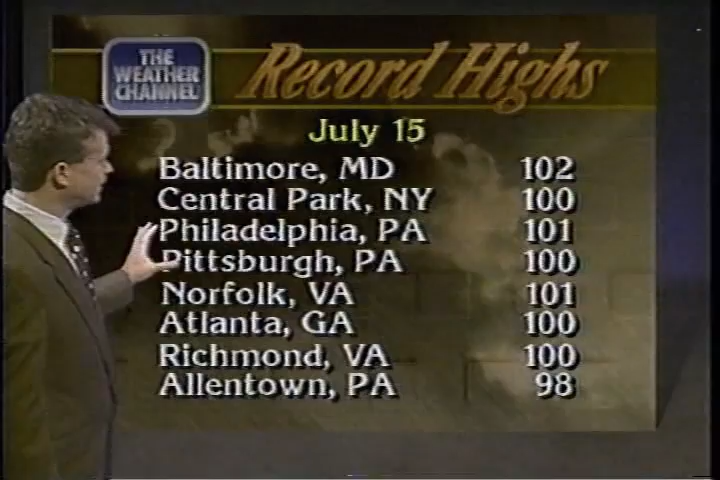 THE
WEATHER
CHANNEL
Record Highs
July 15
Baltimore, MD 102
Central Park, NY 100
Philadelphia, PA 101
Pittsburgh, PA 100
Norfolk, VA 101
Atlanta, GA 100
Richmond, VA 100
Allentown, PA 98